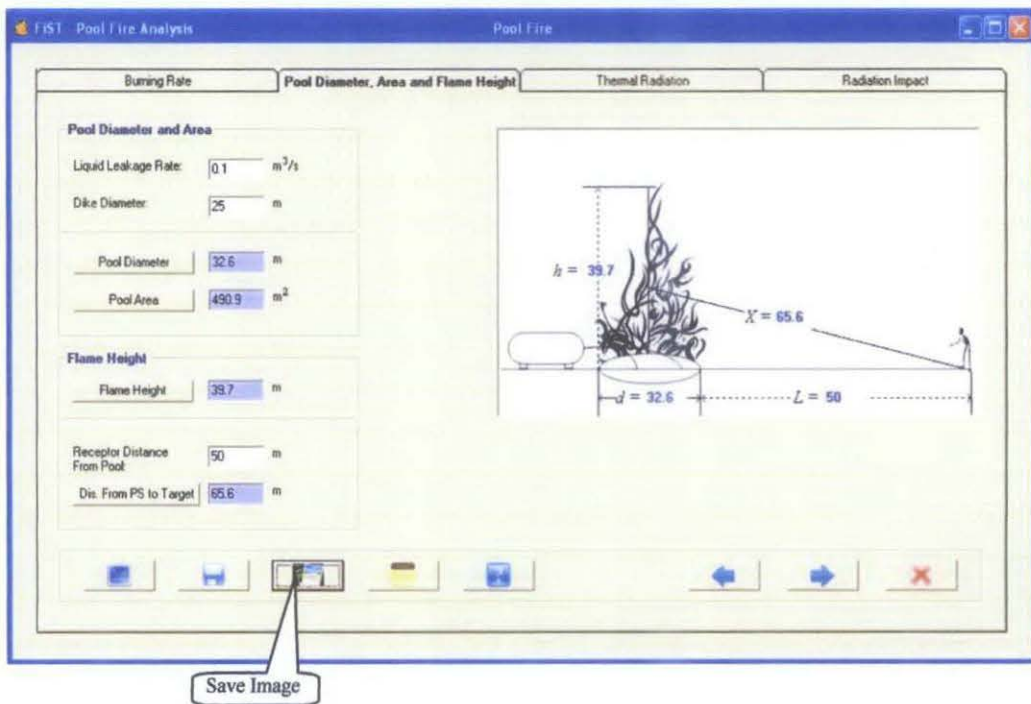 FiST - Pool Fire Analysis
Pool Fire
Burning Rate
Pool Diameter, Area and Flame Height
Thermal Radiation
Radiation Impact
Pool Diameter and Area
Liquid Leakage Rate: 0.1 m³/s
Dike Diameter: 25 m
Pool Diameter 32.6 m
Pool Area 490.9 m²
Flame Height
Flame Height 39.7 m
Receptor Distance
From Pool: 50 m
Dis. From PS to Target 65.6 m
h = 39.7
X = 65.6
d = 32.6
L = 50
Save Image